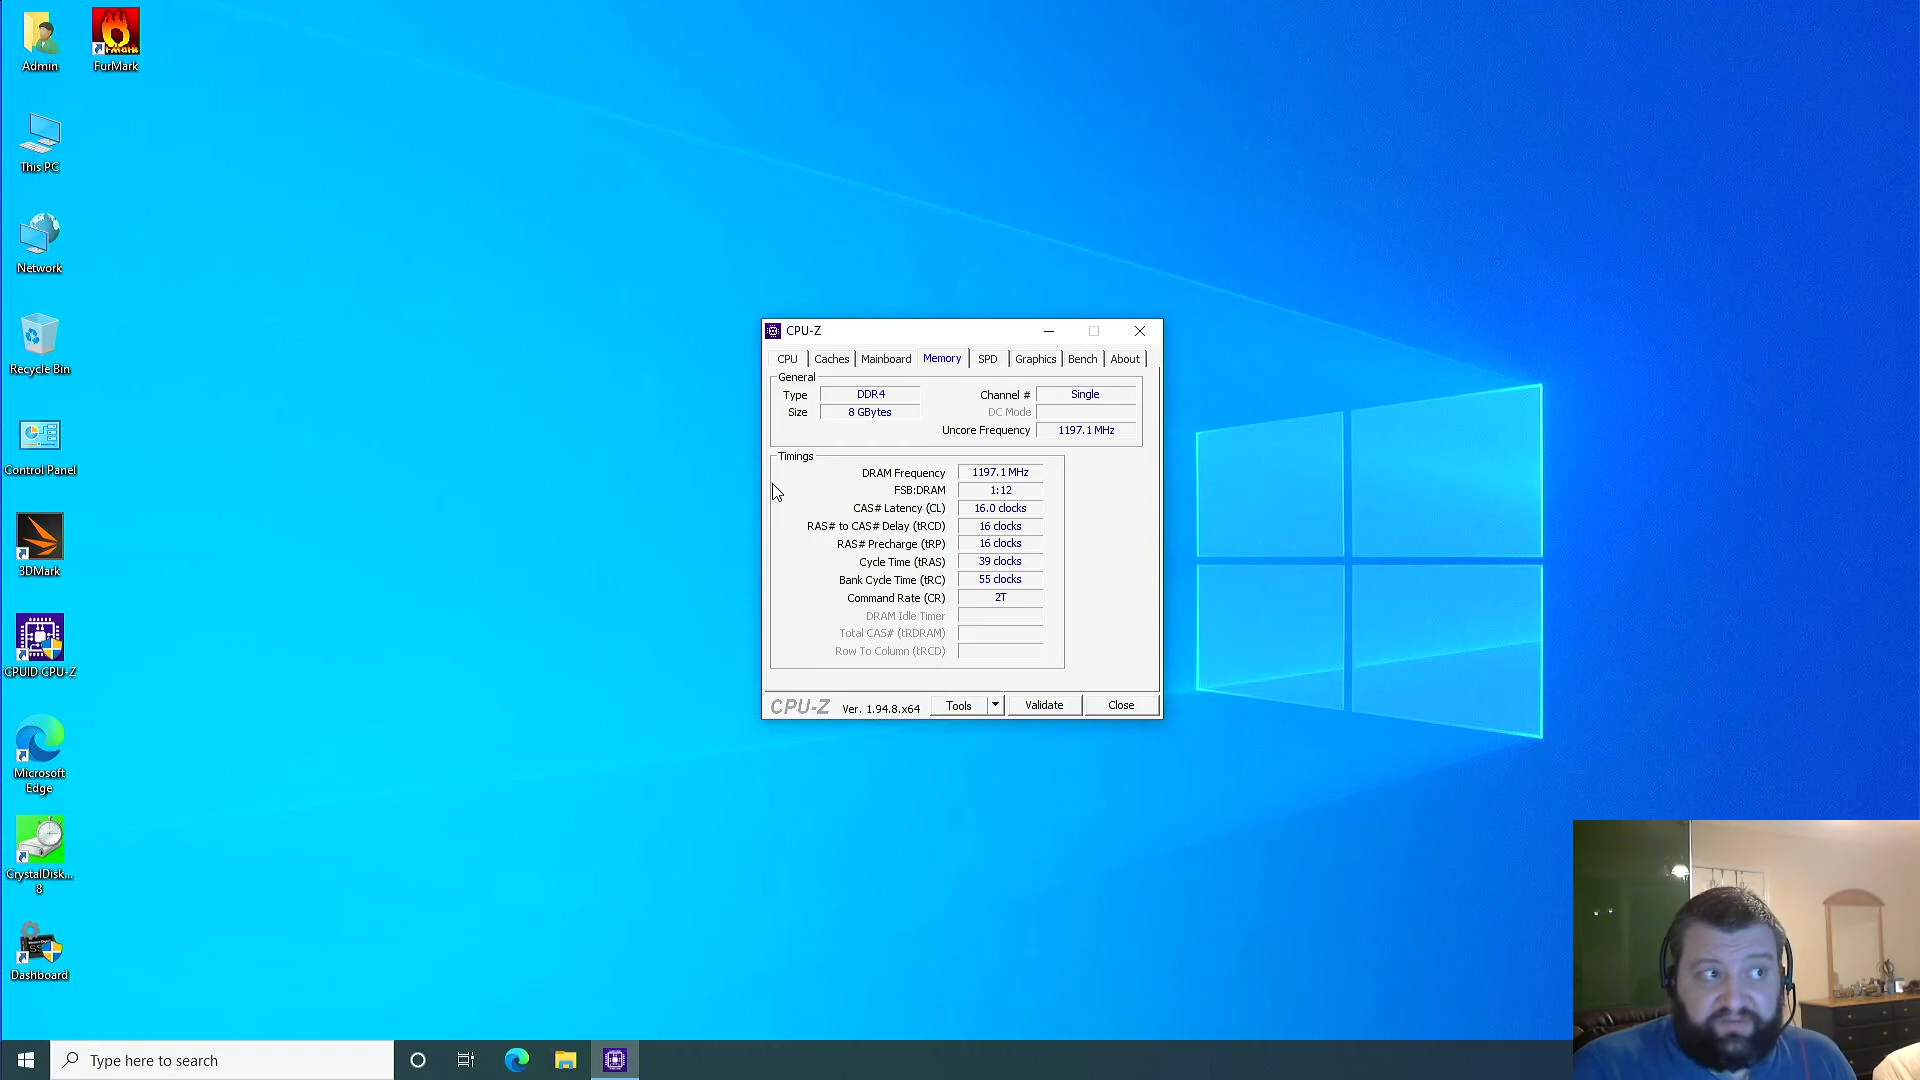 Admin
FurMark
This PC
Network
Recycle Bin
Control Panel
3DMark
CPUID CPU-Z
Microsoft
Edge
CrystalDisk...
8
Dashboard
CPU-Z
CPU Caches Mainboard Memory SPD Graphics Bench About
General
Type DDR4 Channel # Single
Size 8 GBytes DC Mode
Uncore Frequency 1197.1 MHz
Timings
DRAM Frequency 1197.1 MHz
FSB:DRAM 1:12
CAS# Latency (CL) 16.0 clocks
RAS# to CAS# Delay (tRCD) 16 clocks
RAS# Precharge (tRP) 16 clocks
Cycle Time (tRAS) 39 clocks
Bank Cycle Time (tRC) 55 clocks
Command Rate (CR) 2T
DRAM Idle Timer
Total CAS# (tRDRAM)
Row To Column (tRCD)
CPU-Z Ver. 1.94.8.x64 Tools Validate Close
Type here to search